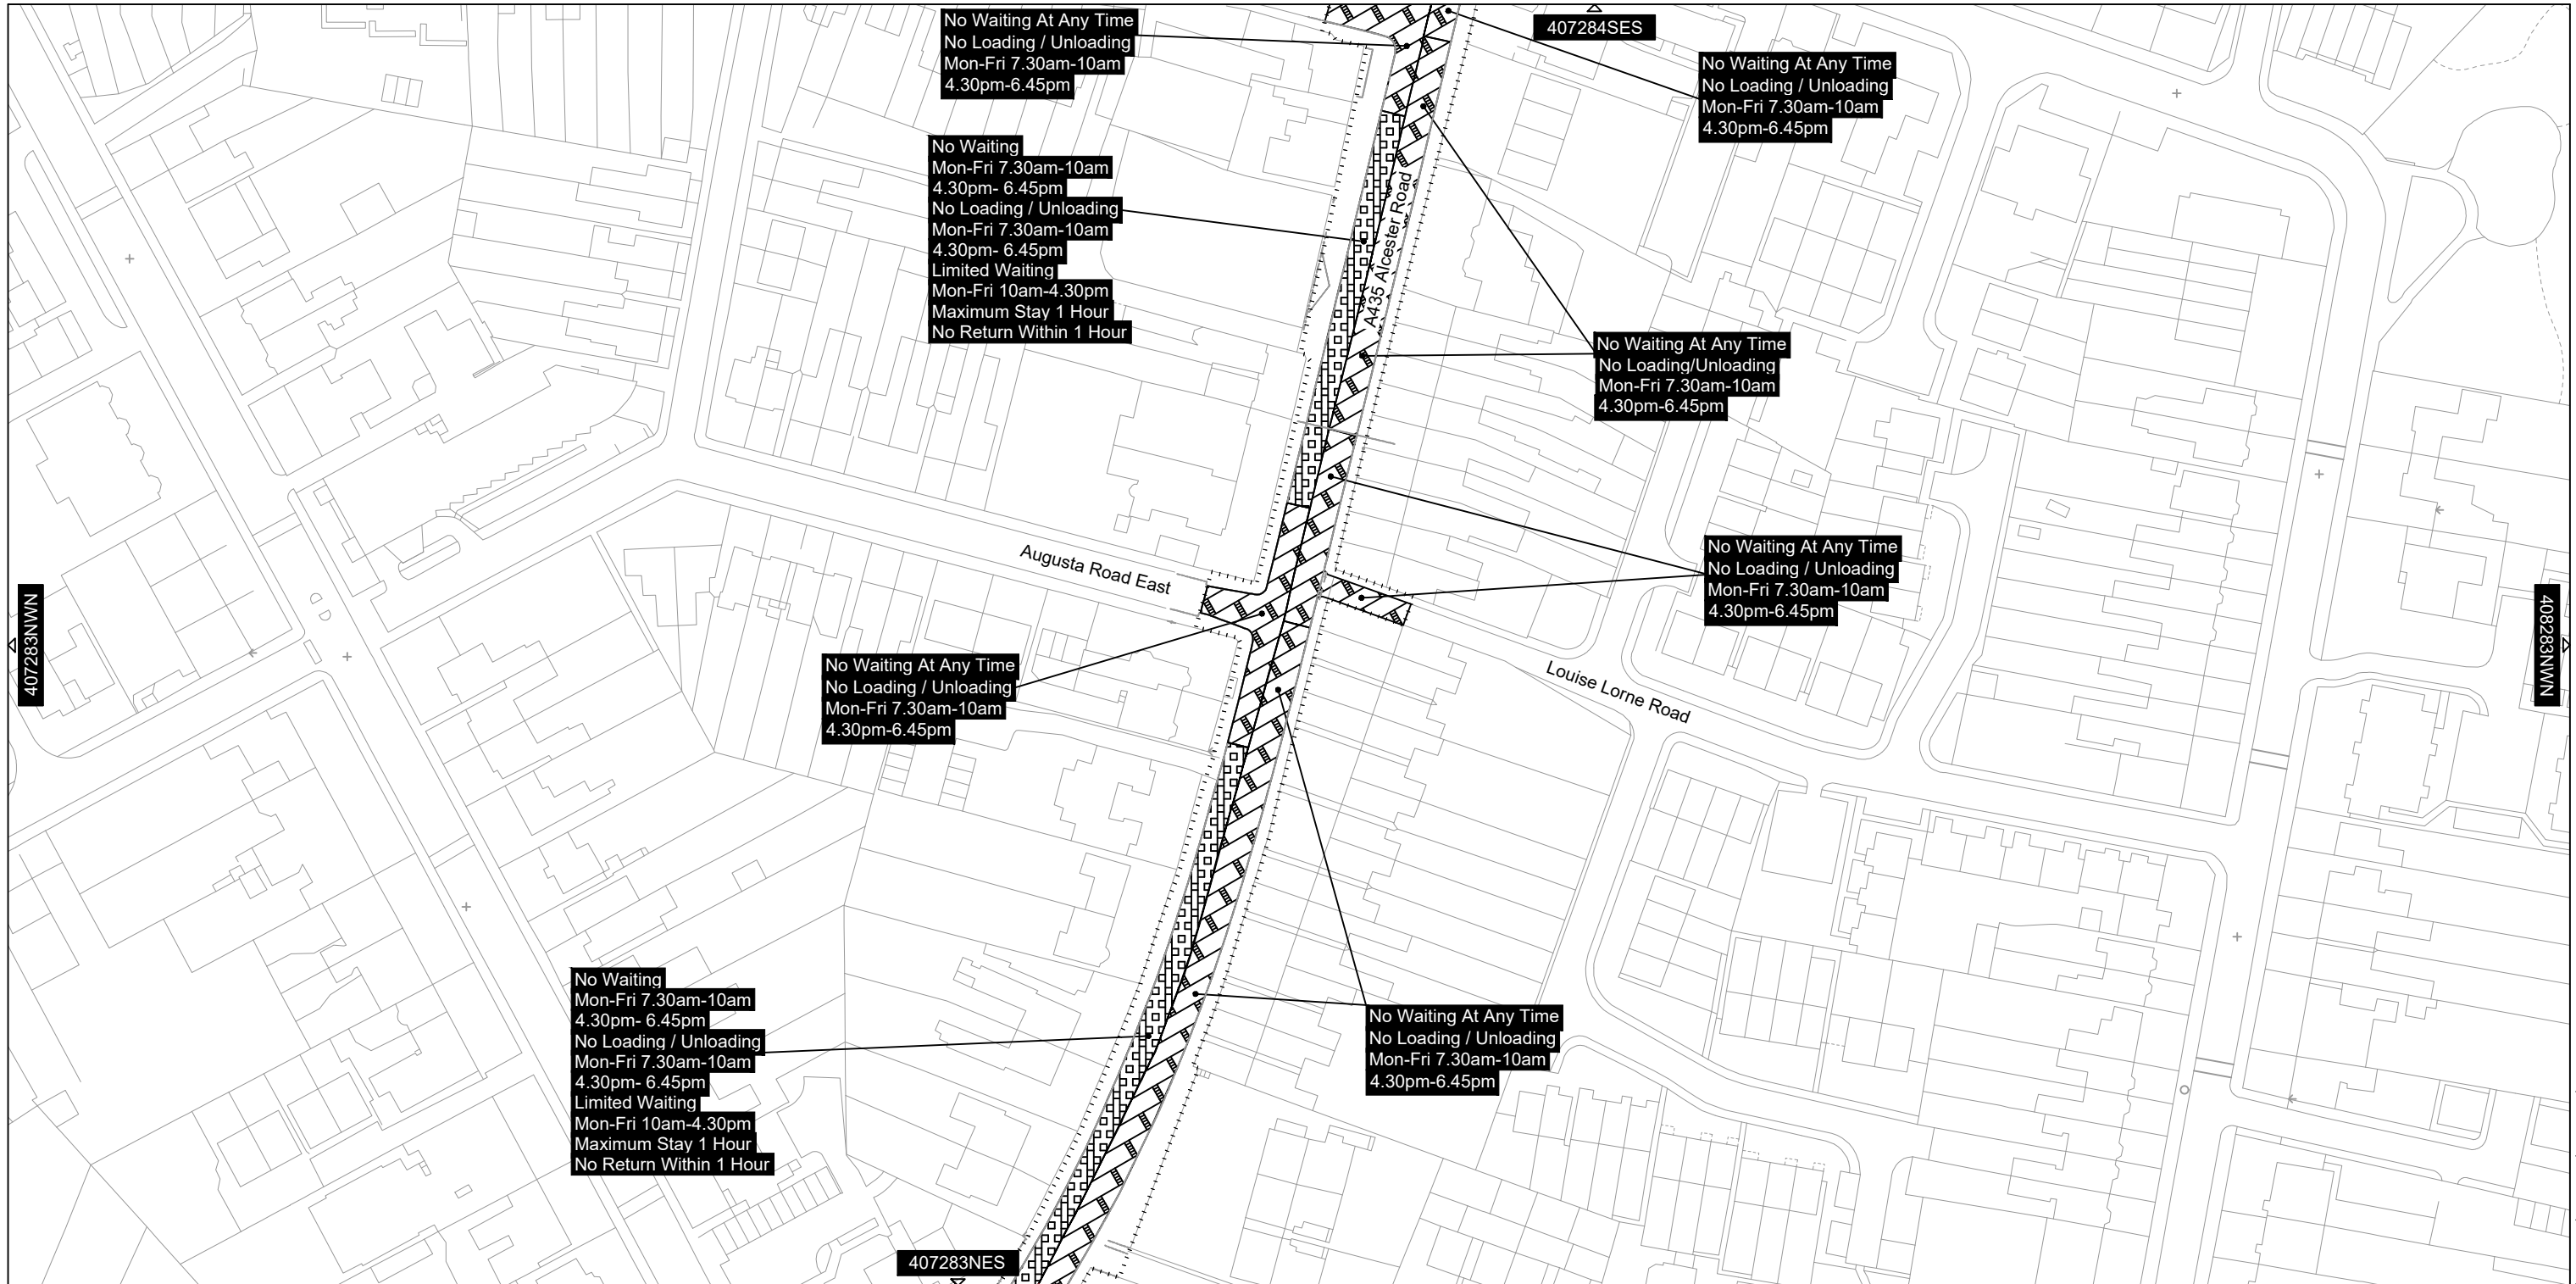 No Waiting At Any Time
No Loading / Unloading
Mon-Fri 7.30am-10am
4.30pm-6.45pm
407284SES
No Waiting At Any Time
No Loading / Unloading
Mon-Fri 7.30am-10am
4.30pm-6.45pm
No Waiting
Mon-Fri 7.30am-10am
4.30pm- 6.45pm
No Loading / Unloading
Mon-Fri 7.30am-10am
4.30pm- 6.45pm
Limited Waiting
Mon-Fri 10am-4.30pm
Maximum Stay 1 Hour
No Return Within 1 Hour
A435 Alcester Road
No Waiting At Any Time
No Loading/Unloading
Mon-Fri 7.30am-10am
4.30pm-6.45pm
Augusta Road East
No Waiting At Any Time
No Loading / Unloading
Mon-Fri 7.30am-10am
4.30pm-6.45pm
407283NWN
408283NWN
No Waiting At Any Time
No Loading / Unloading
Mon-Fri 7.30am-10am
4.30pm-6.45pm
Louise Lorne Road
No Waiting
Mon-Fri 7.30am-10am
4.30pm- 6.45pm
No Loading / Unloading
Mon-Fri 7.30am-10am
4.30pm- 6.45pm
Limited Waiting
Mon-Fri 10am-4.30pm
Maximum Stay 1 Hour
No Return Within 1 Hour
No Waiting At Any Time
No Loading / Unloading
Mon-Fri 7.30am-10am
4.30pm-6.45pm
407283NES